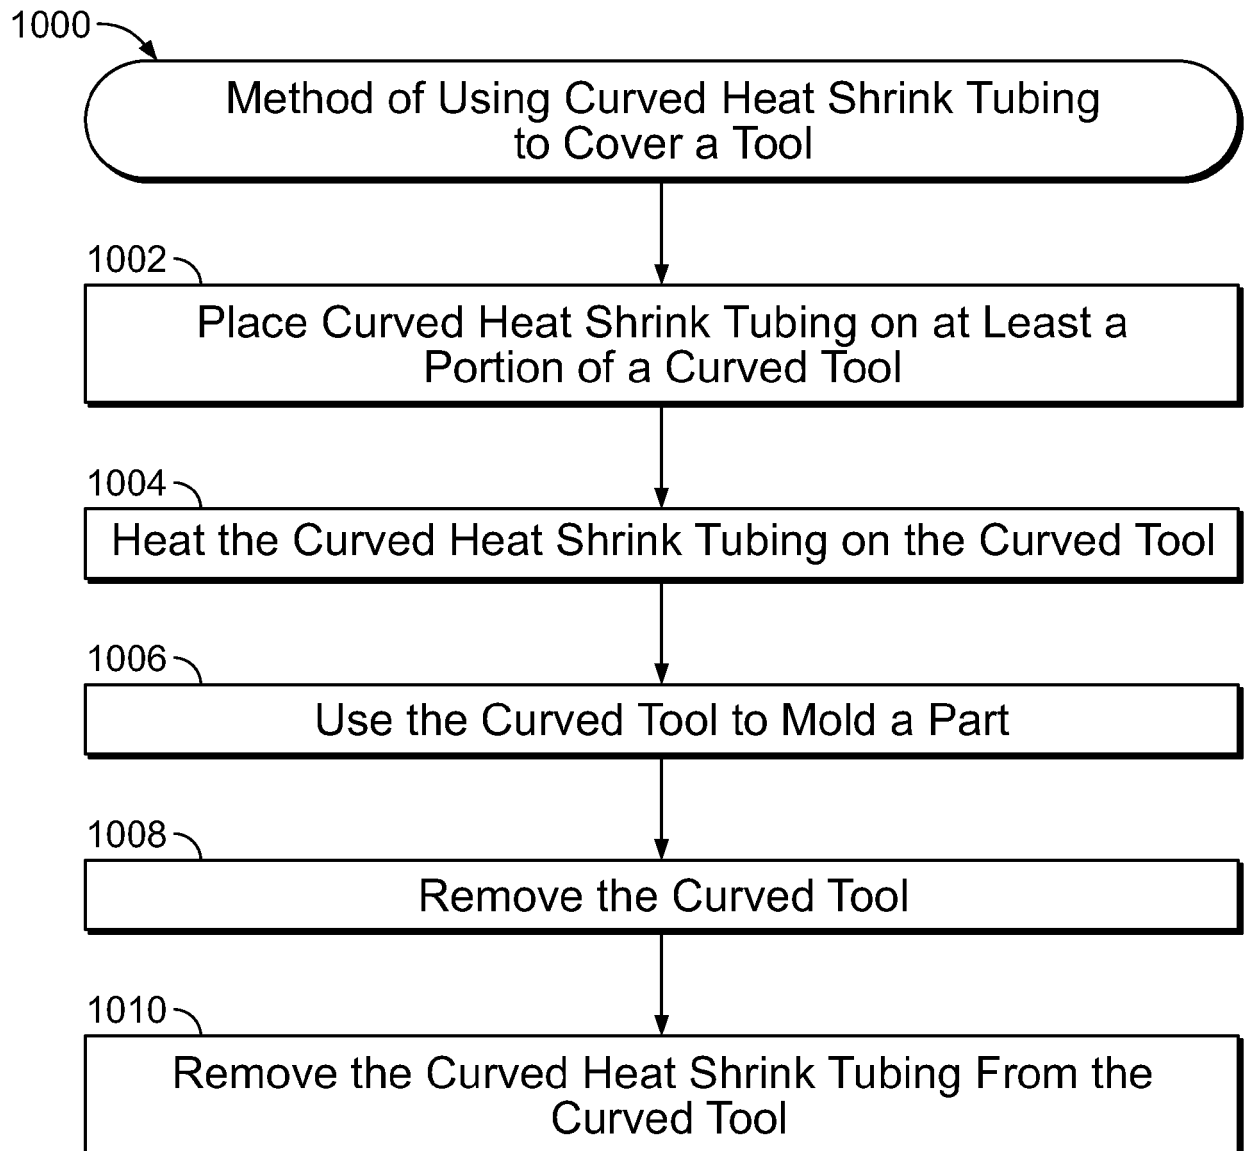 1000
Method of Using Curved Heat Shrink Tubing
to Cover a Tool
1002
Place Curved Heat Shrink Tubing on at Least a
Portion of a Curved Tool
1004
Heat the Curved Heat Shrink Tubing on the Curved Tool
1006
Use the Curved Tool to Mold a Part
1008
Remove the Curved Tool
1010
Remove the Curved Heat Shrink Tubing From the
Curved Tool